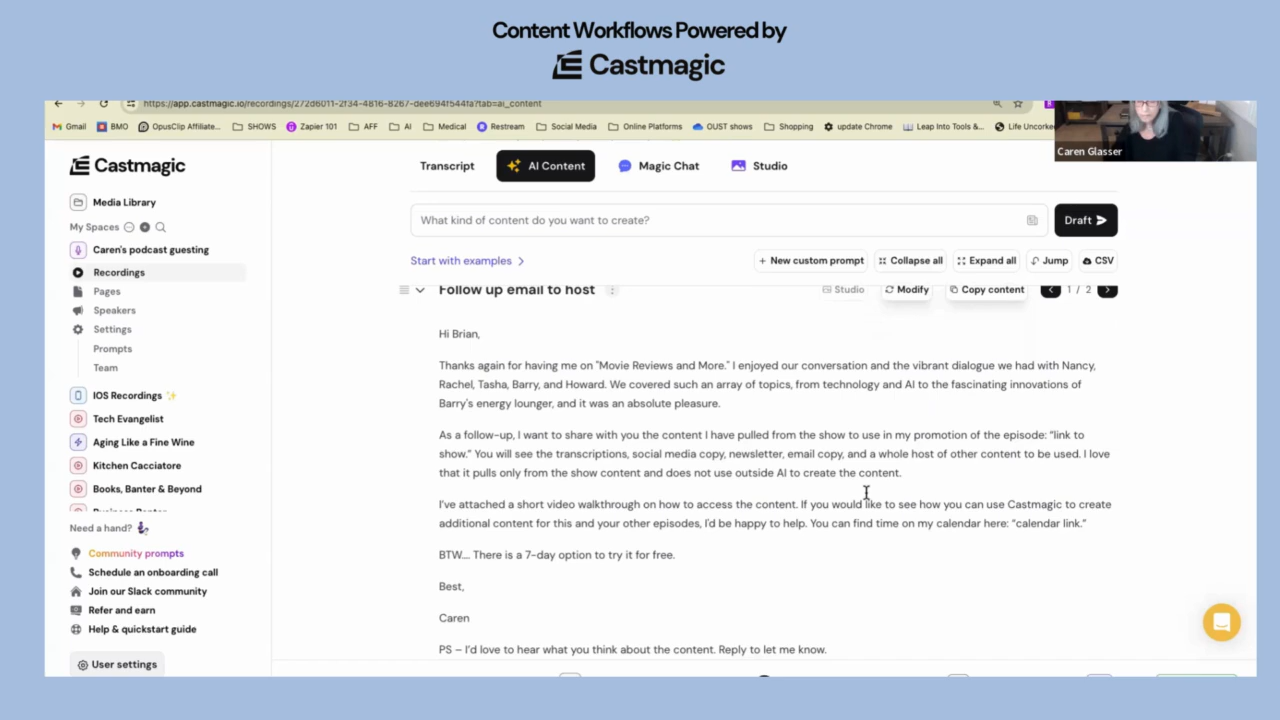 Content Workflows Powered by
Castmagic
https://app.castmagic.io/recordings/272d6011-2f34-4816-8267-dee694f544fa?tab=ai_content
Gmail
BMO
OpusClip Affiliate...
SHOWS
Zapier 101
AFF
AI
Medical
Restream
Social Media
Online Platforms
OUST shows
Shopping
update Chrome
Leap Into Tools &...
Life Uncorke
Caren Glasser
Castmagic
Media Library
My Spaces
Caren's podcast guesting
Recordings
Pages
Speakers
Settings
Prompts
Team
IOS Recordings ✨
Tech Evangelist
Aging Like a Fine Wine
Kitchen Cacciatore
Books, Banter & Beyond
Need a hand?
Community prompts
Schedule an onboarding call
Join our Slack community
Refer and earn
Help & quickstart guide
User settings
Transcript
AI Content
Magic Chat
Studio
What kind of content do you want to create?
Draft
Start with examples
+ New custom prompt
Collapse all
Expand all
Jump
CSV
Follow up email to host
Studio
Modify
Copy content
1 / 2
Hi Brian,
Thanks again for having me on "Movie Reviews and More." I enjoyed our conversation and the vibrant dialogue we had with Nancy,
Rachel, Tasha, Barry, and Howard. We covered such an array of topics, from technology and AI to the fascinating innovations of
Barry's energy lounger, and it was an absolute pleasure.
As a follow-up, I want to share with you the content I have pulled from the show to use in my promotion of the episode: “link to
show.” You will see the transcriptions, social media copy, newsletter, email copy, and a whole host of other content to be used. I love
that it pulls only from the show content and does not use outside AI to create the content.
I've attached a short video walkthrough on how to access the content. If you would like to see how you can use Castmagic to create
additional content for this and your other episodes, I'd be happy to help. You can find time on my calendar here: “calendar link.”
BTW.... There is a 7-day option to try it for free.
Best,
Caren
PS – I'd love to hear what you think about the content. Reply to let me know.